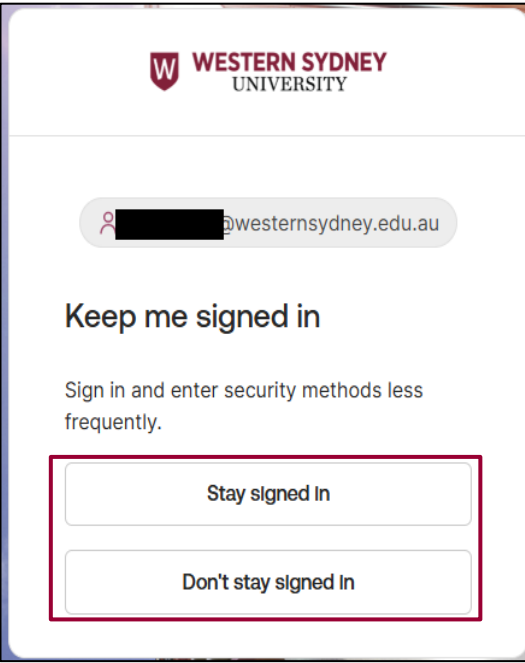 W WESTERN SYDNEY
UNIVERSITY
@westernsydney.edu.au
Keep me signed in
Sign in and enter security methods less
frequently.
Stay signed in
Don't stay signed in